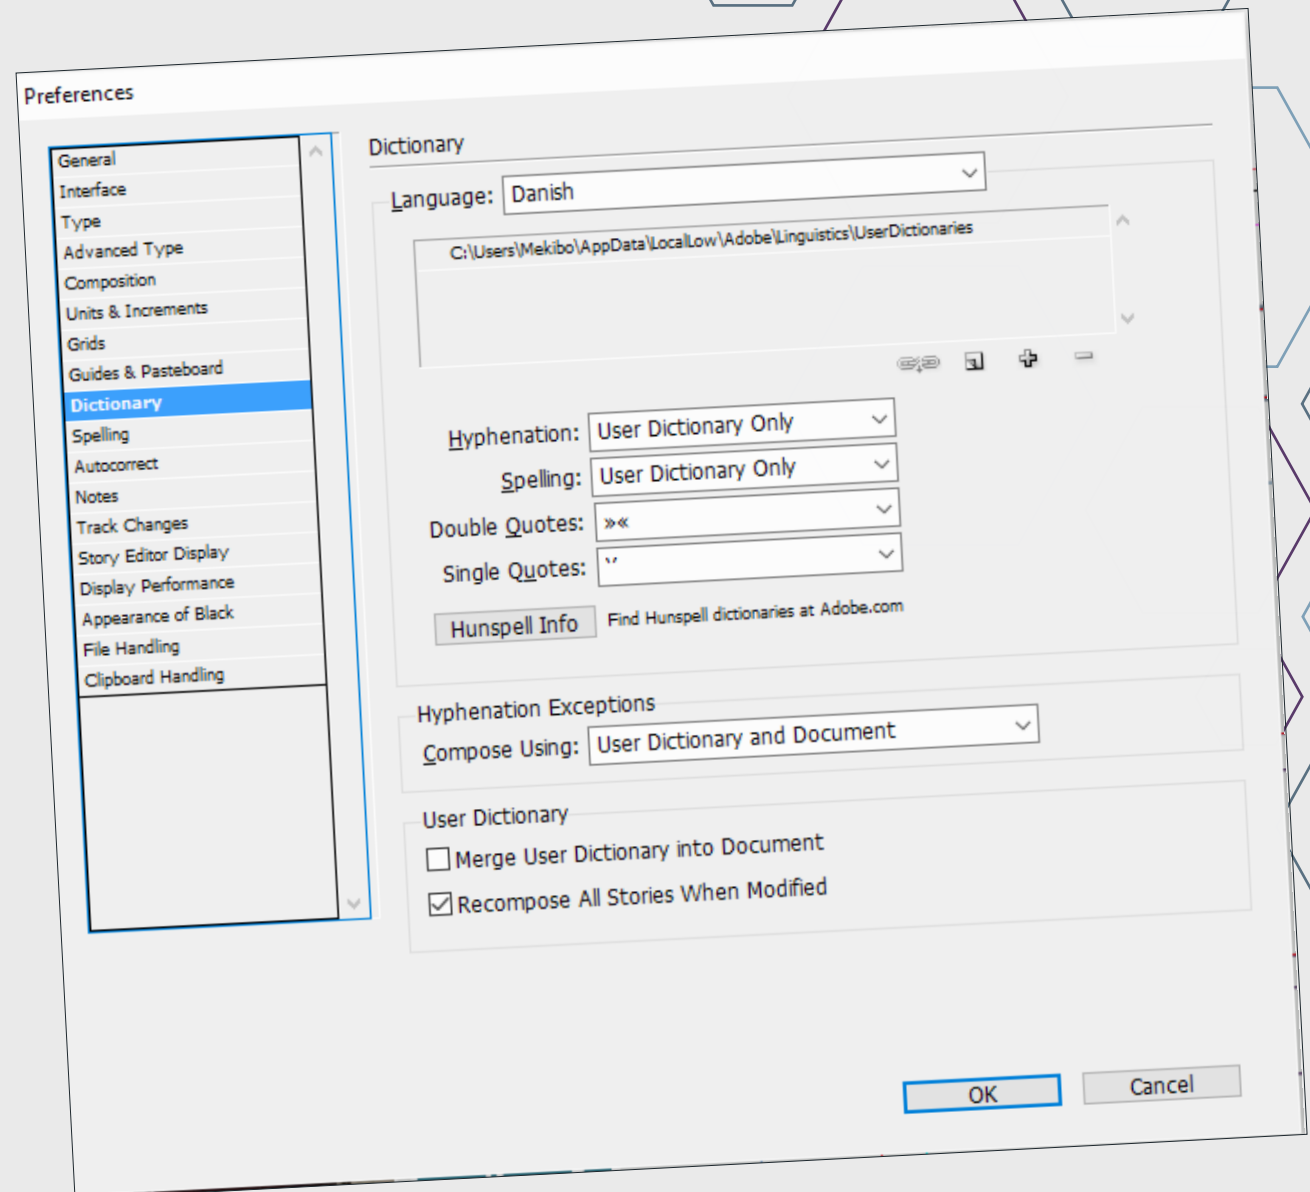 Preferences
General
Interface
Type
Advanced Type
Composition
Units & Increments
Grids
Guides & Pasteboard
Dictionary
Spelling
Autocorrect
Notes
Track Changes
Story Editor Display
Display Performance
Appearance of Black
File Handling
Clipboard Handling
Dictionary
Language: Danish
C:\Users\Mekibo\AppData\LocalLow\Adobe\Linguistics\UserDictionaries
Hyphenation: User Dictionary Only
Spelling: User Dictionary Only
Double Quotes: »«
Single Quotes: ‘’
Hunspell Info Find Hunspell dictionaries at Adobe.com
Hyphenation Exceptions
Compose Using: User Dictionary and Document
User Dictionary
Merge User Dictionary into Document
Recompose All Stories When Modified
OK Cancel